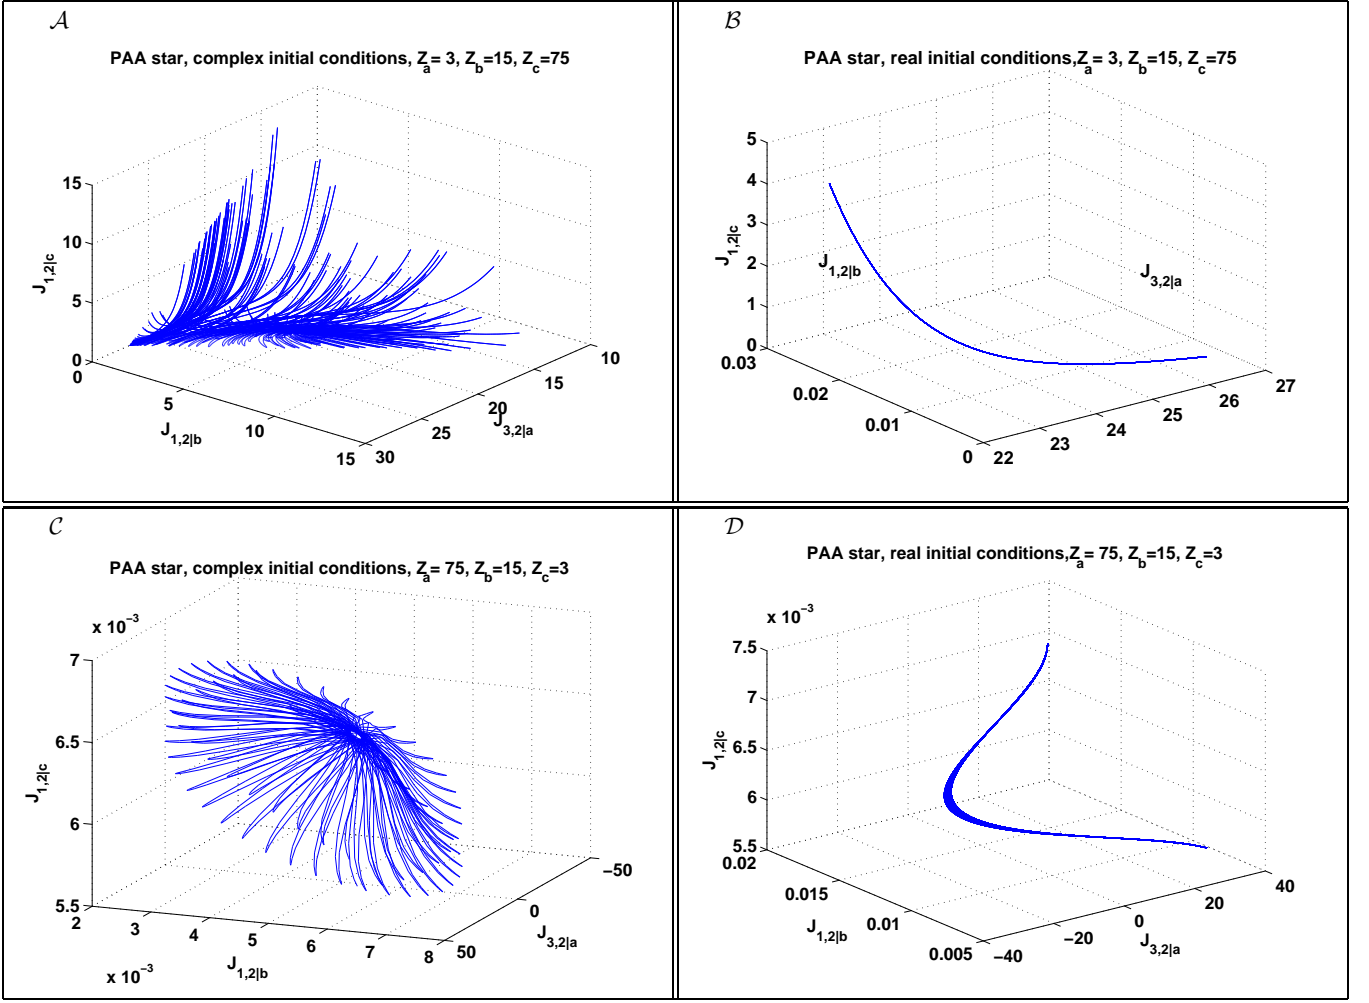 𝒜
PAA star, complex initial conditions, Z_a= 3, Z_b=15, Z_c=75
15
10
5
0
J_1,2|c
0
5
10
15
J_1,2|b
30
25
20
15
10
J_3,2|a
ℬ
PAA star, real initial conditions,Z_a= 3, Z_b=15, Z_c=75
5
4
3
2
1
0
J_1,2|c
0.03
0.02
0.01
0
J_1,2|b
22
23
24
25
26
27
J_3,2|a
𝒞
PAA star, complex initial conditions, Z_a= 75, Z_b=15, Z_c=3
x 10^−3
7
6.5
6
5.5
J_1,2|c
2
3
4
5
6
7
8
x 10^−3
J_1,2|b
50
0
−50
J_3,2|a
𝒟
PAA star, real initial conditions,Z_a= 75, Z_b=15, Z_c=3
x 10^−3
7.5
7
6.5
6
5.5
J_1,2|c
0.02
0.015
0.01
0.005
J_1,2|b
−40
−20
0
20
40
J_3,2|a